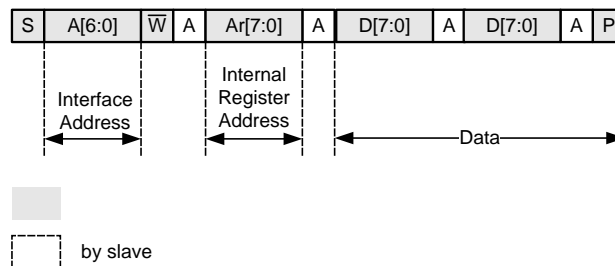 S A[6:0] W̅ A Ar[7:0] A D[7:0] A D[7:0] A P
Interface
Address
Internal
Register
Address
Data
by slave